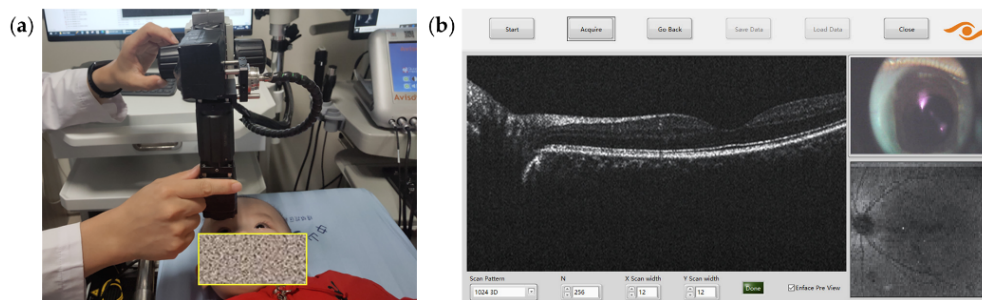 (a)
Aviso
(b)
Start
Acquire
Go Back
Save Data
Load Data
Close
Scan Pattern
N
X Scan width
Y Scan width
1024 3D
256
12
12
Done
Enface Pre View